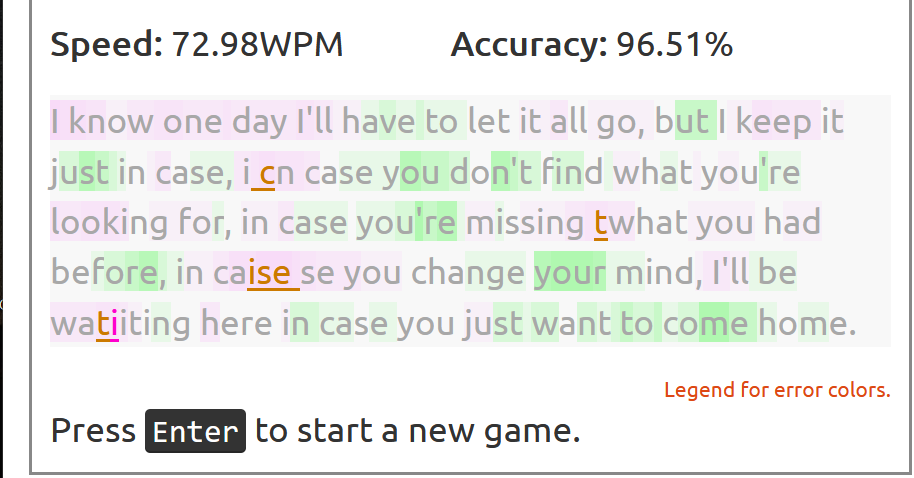 Speed: 72.98WPM Accuracy: 96.51%
I know one day I'll have to let it all go, but I keep it
just in case, i cn case you don't find what you're
looking for, in case you're missing twhat you had
before, in caise se you change your mind, I'll be
watiiting here in case you just want to come home.
Legend for error colors.
Press Enter to start a new game.